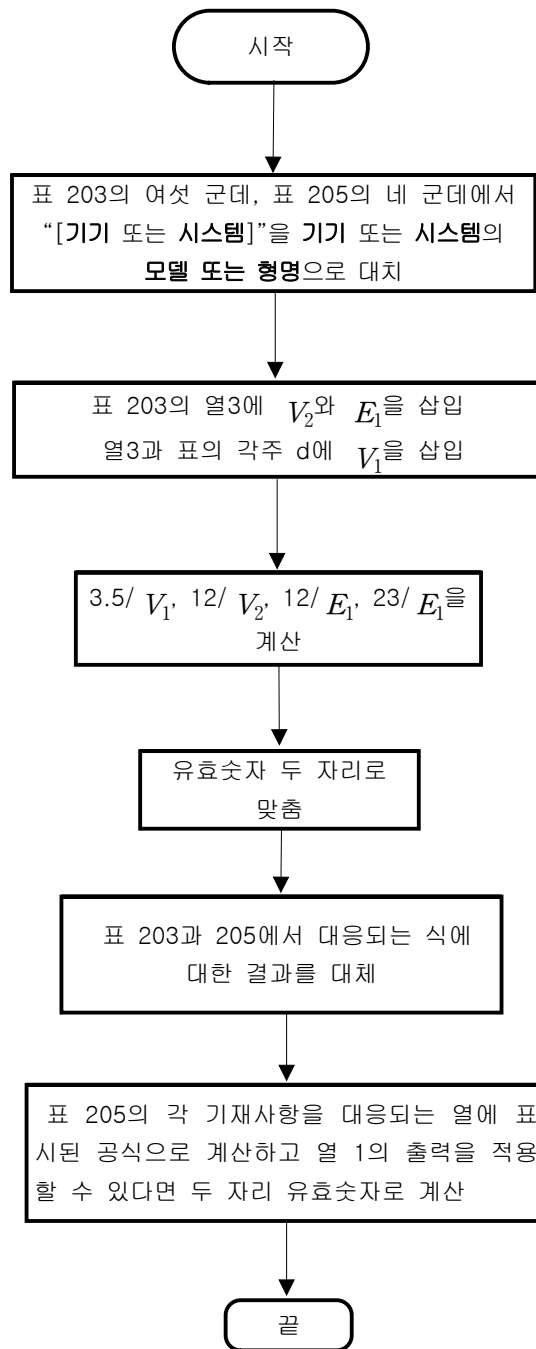 시작
표 203의 여섯 군데, 표 205의 네 군데에서
“[기기 또는 시스템]”을 기기 또는 시스템의
모델 또는 형명으로 대치
표 203의 열3에 V₂와 E₁을 삽입
열3과 표의 각주 d에 V₁을 삽입
3.5/ V₁, 12/ V₂, 12/ E₁, 23/ E₁을
계산
유효숫자 두 자리로
맞춤
표 203과 205에서 대응되는 식에
대한 결과를 대체
표 205의 각 기재사항을 대응되는 열에 표
시된 공식으로 계산하고 열 1의 출력을 적용
할 수 있다면 두 자리 유효숫자로 계산
끝